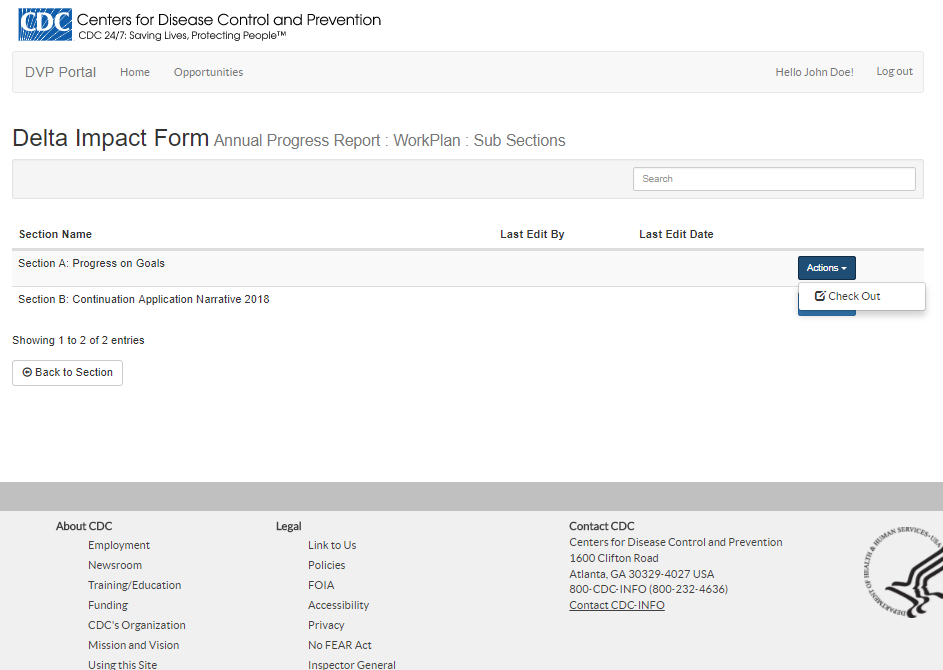 CDC Centers for Disease Control and Prevention
CDC 24/7: Saving Lives, Protecting People™
DVP Portal Home Opportunities Hello John Doe! Log out
Delta Impact Form Annual Progress Report : WorkPlan : Sub Sections
Search
Section Name Last Edit By Last Edit Date
Section A: Progress on Goals Actions
Check Out
Section B: Continuation Application Narrative 2018
Showing 1 to 2 of 2 entries
Back to Section
About CDC
Employment
Newsroom
Training/Education
Funding
CDC's Organization
Mission and Vision
Using this Site
Legal
Link to Us
Policies
FOIA
Accessibility
Privacy
No FEAR Act
Inspector General
Contact CDC
Centers for Disease Control and Prevention
1600 Clifton Road
Atlanta, GA 30329-4027 USA
800-CDC-INFO (800-232-4636)
Contact CDC-INFO
DEPARTMENT OF HEALTH & HUMAN SERVICES•USA